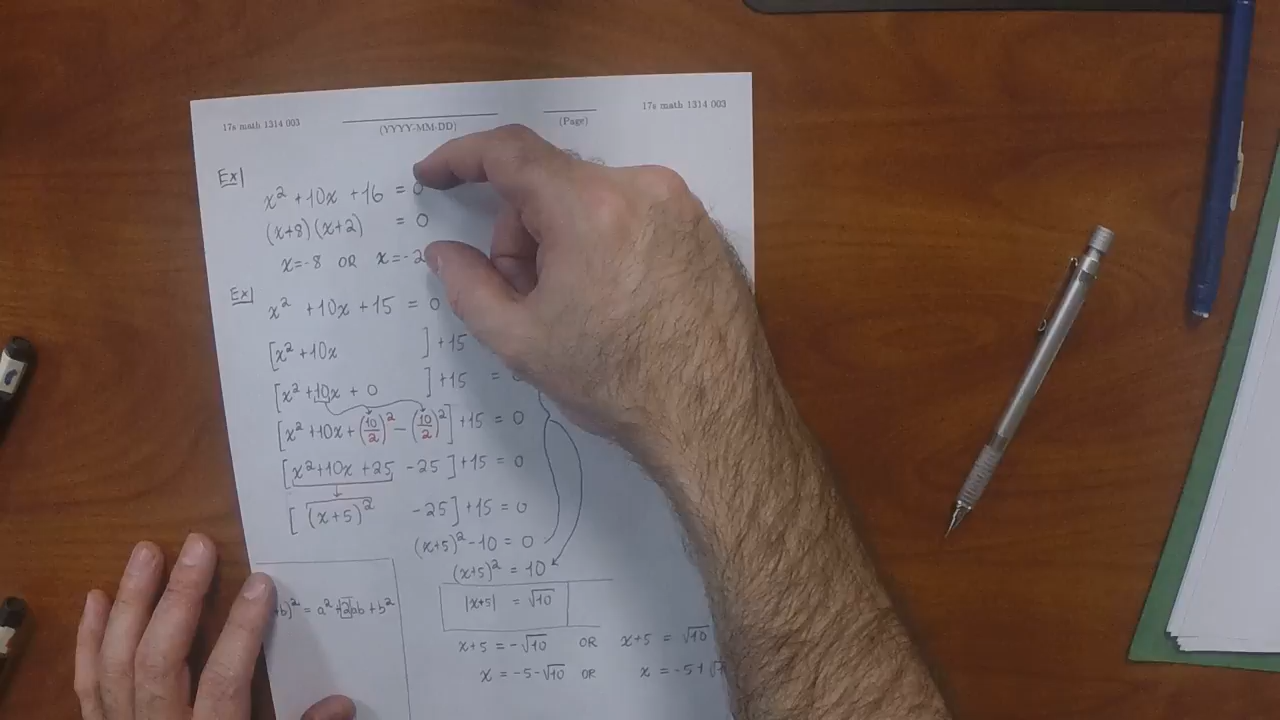 17s math 1314 003 (YYYY-MM-DD) (Page) 17s math 1314 003
Ex1
x² + 10x + 16 = 0
(x+8)(x+2) = 0
x = -8 OR x = -2
Ex1
x² + 10x + 15 = 0
[x² + 10x ] + 15
[x² + 10x + 0 ] + 15 =
[x² + 10x + (10/2)² - (10/2)²] + 15 = 0
[x² + 10x + 25 - 25] + 15 = 0
[(x+5)² - 25] + 15 = 0
(x+5)² - 10 = 0
(x+5)² = 10
|x+5| = √10
+b)² = a² + 2ab + b²
x + 5 = -√10 OR x + 5 = √10
x = -5 - √10 OR x = -5 + √